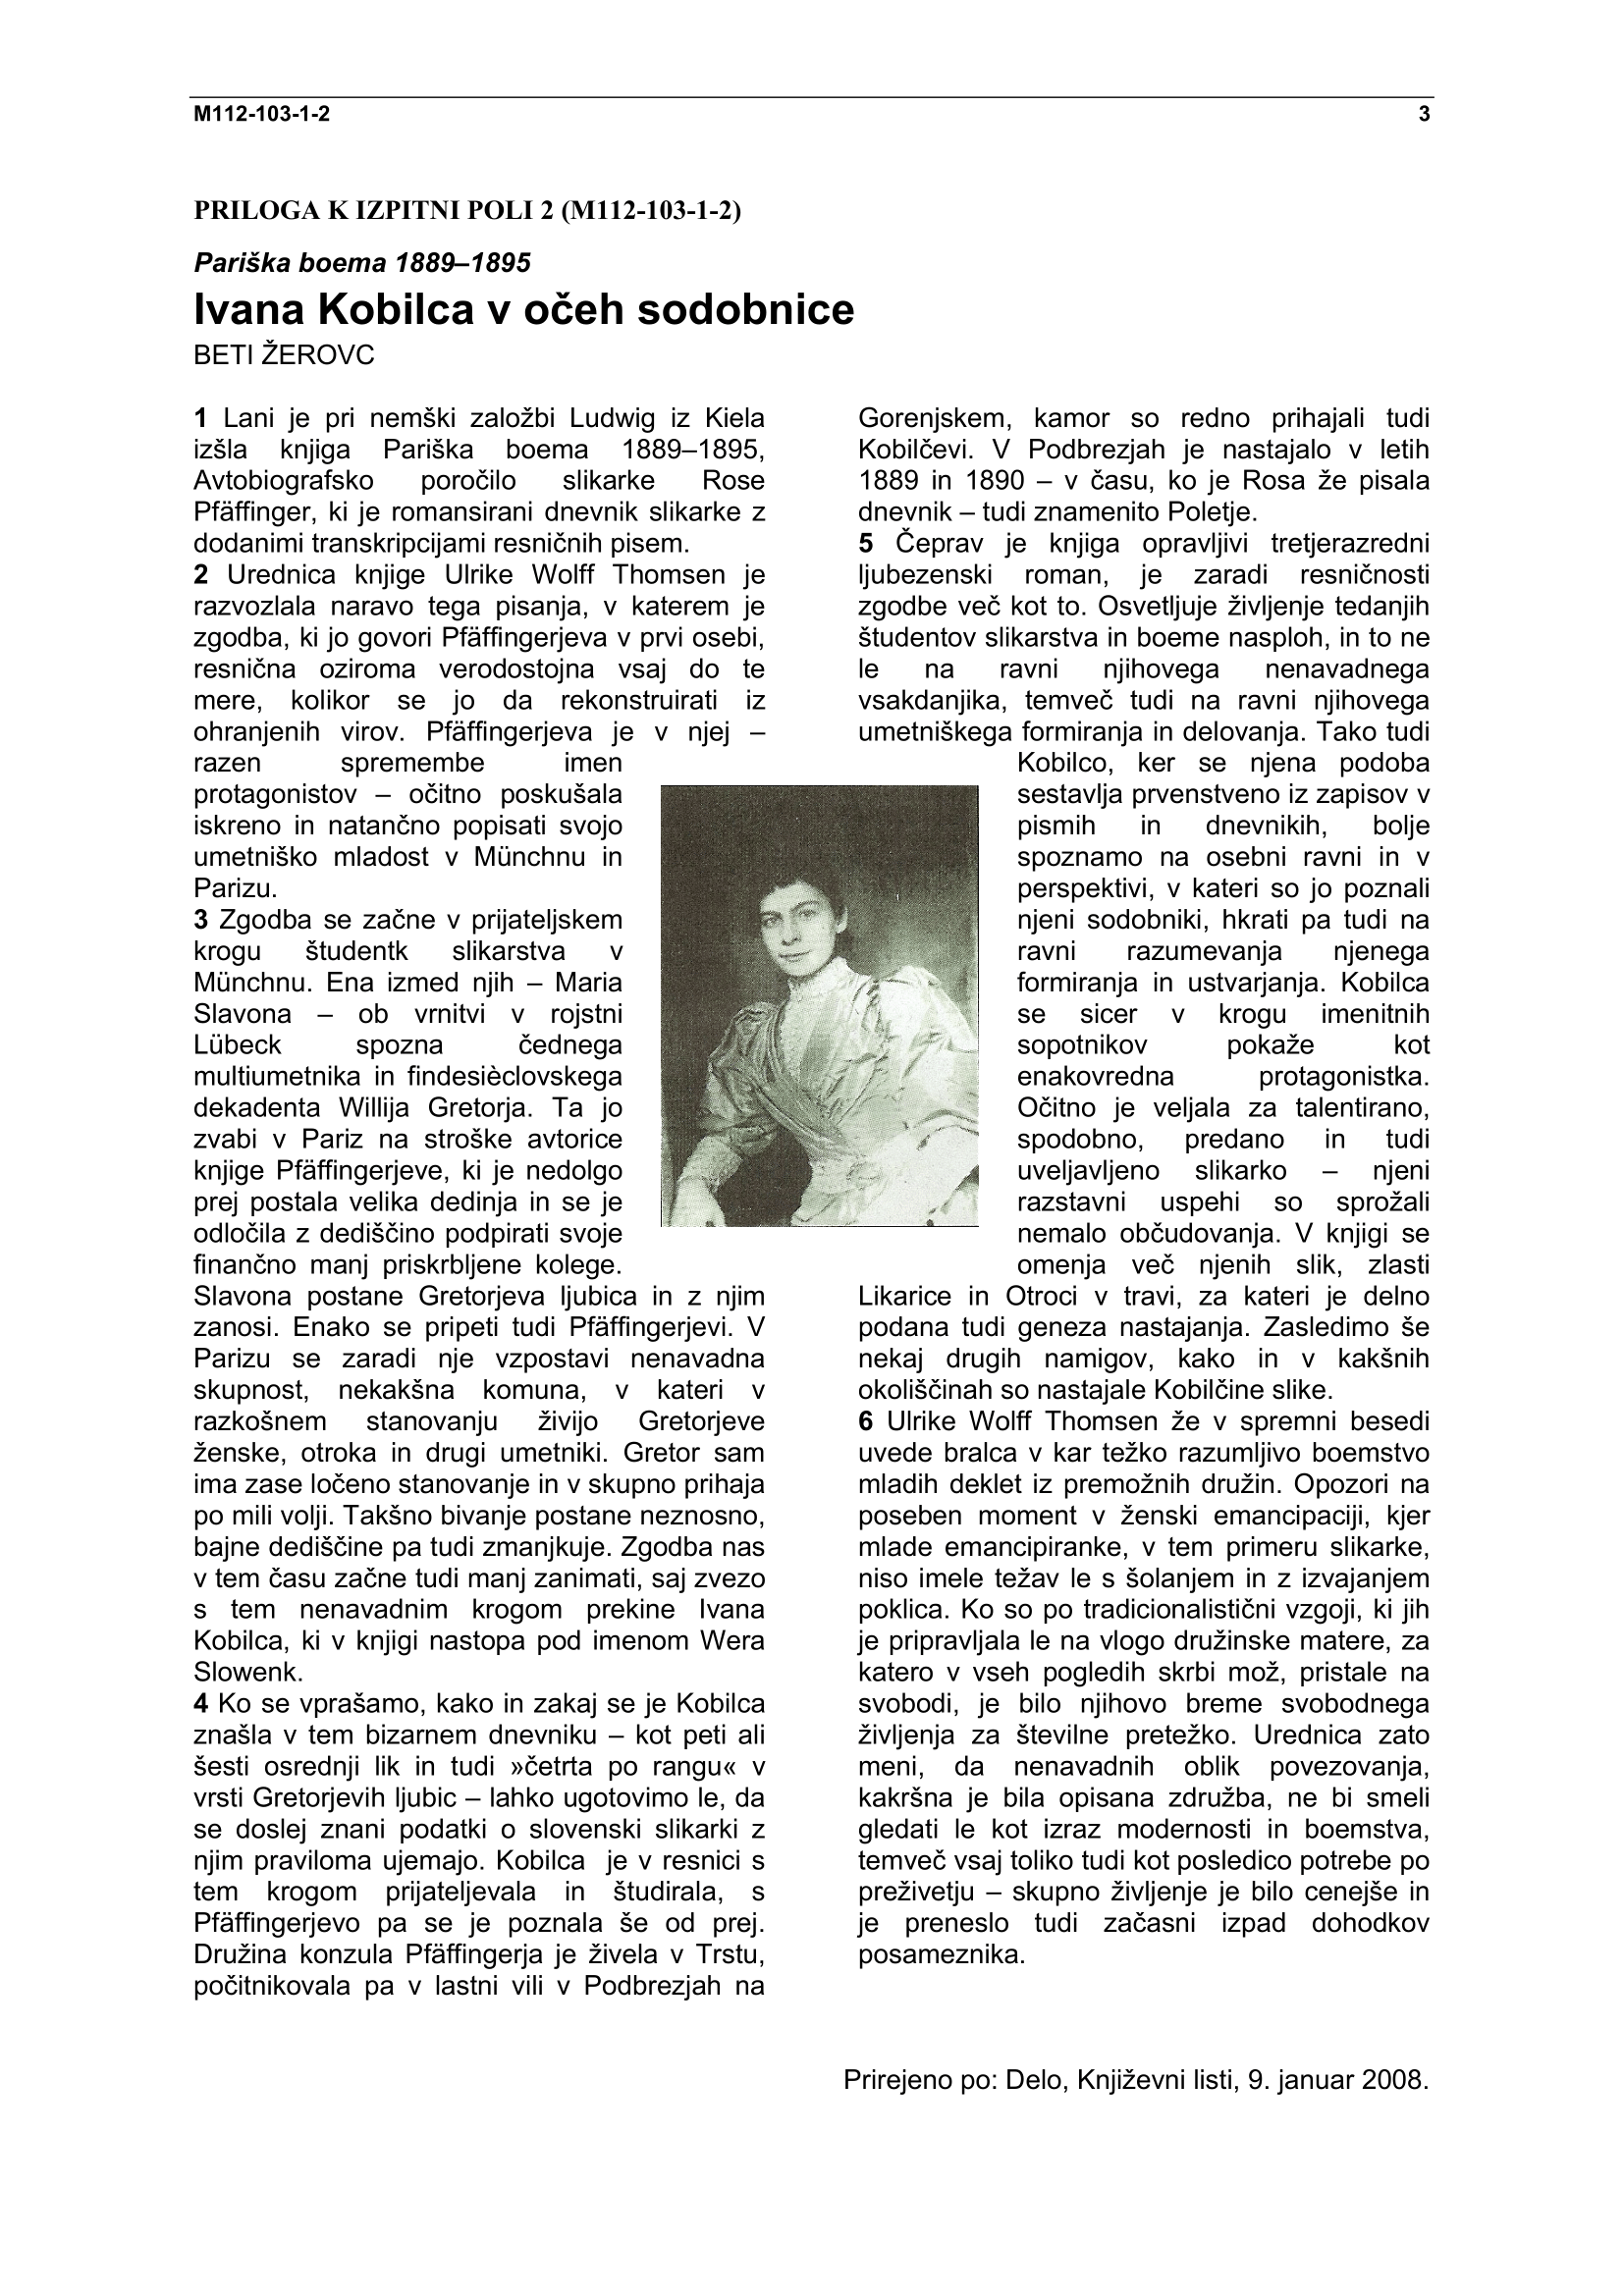 M112-103-1-2 3
PRILOGA K IZPITNI POLI 2 (M112-103-1-2)
Pariška boema 1889–1895
Ivana Kobilca v očeh sodobnice
BETI ŽEROVC
1 Lani je pri nemški založbi Ludwig iz Kiela
izšla knjiga Pariška boema 1889–1895,
Avtobiografsko poročilo slikarke Rose
Pfäffinger, ki je romansirani dnevnik slikarke z
dodanimi transkripcijami resničnih pisem.
2 Urednica knjige Ulrike Wolff Thomsen je
razvozlala naravo tega pisanja, v katerem je
zgodba, ki jo govori Pfäffingerjeva v prvi osebi,
resnična oziroma verodostojna vsaj do te
mere, kolikor se jo da rekonstruirati iz
ohranjenih virov. Pfäffingerjeva je v njej –
razen spremembe imen
protagonistov – očitno poskušala
iskreno in natančno popisati svojo
umetniško mladost v Münchnu in
Parizu.
3 Zgodba se začne v prijateljskem
krogu študentk slikarstva v
Münchnu. Ena izmed njih – Maria
Slavona – ob vrnitvi v rojstni
Lübeck spozna čednega
multiumetnika in findesièclovskega
dekadenta Willija Gretorja. Ta jo
zvabi v Pariz na stroške avtorice
knjige Pfäffingerjeve, ki je nedolgo
prej postala velika dedinja in se je
odločila z dediščino podpirati svoje
finančno manj priskrbljene kolege.
Slavona postane Gretorjeva ljubica in z njim
zanosi. Enako se pripeti tudi Pfäffingerjevi. V
Parizu se zaradi nje vzpostavi nenavadna
skupnost, nekakšna komuna, v kateri v
razkošnem stanovanju živijo Gretorjeve
ženske, otroka in drugi umetniki. Gretor sam
ima zase ločeno stanovanje in v skupno prihaja
po mili volji. Takšno bivanje postane neznosno,
bajne dediščine pa tudi zmanjkuje. Zgodba nas
v tem času začne tudi manj zanimati, saj zvezo
s tem nenavadnim krogom prekine Ivana
Kobilca, ki v knjigi nastopa pod imenom Wera
Slowenk.
4 Ko se vprašamo, kako in zakaj se je Kobilca
znašla v tem bizarnem dnevniku – kot peti ali
šesti osrednji lik in tudi »četrta po rangu« v
vrsti Gretorjevih ljubic – lahko ugotovimo le, da
se doslej znani podatki o slovenski slikarki z
njim praviloma ujemajo. Kobilca je v resnici s
tem krogom prijateljevala in študirala, s
Pfäffingerjevo pa se je poznala še od prej.
Družina konzula Pfäffingerja je živela v Trstu,
počitnikovala pa v lastni vili v Podbrezjah na
Gorenjskem, kamor so redno prihajali tudi
Kobilčevi. V Podbrezjah je nastajalo v letih
1889 in 1890 – v času, ko je Rosa že pisala
dnevnik – tudi znamenito Poletje.
5 Čeprav je knjiga opravljivi tretjerazredni
ljubezenski roman, je zaradi resničnosti
zgodbe več kot to. Osvetljuje življenje tedanjih
študentov slikarstva in boeme nasploh, in to ne
le na ravni njihovega nenavadnega
vsakdanjika, temveč tudi na ravni njihovega
umetniškega formiranja in delovanja. Tako tudi
Kobilco, ker se njena podoba
sestavlja prvenstveno iz zapisov v
pismih in dnevnikih, bolje
spoznamo na osebni ravni in v
perspektivi, v kateri so jo poznali
njeni sodobniki, hkrati pa tudi na
ravni razumevanja njenega
formiranja in ustvarjanja. Kobilca
se sicer v krogu imenitnih
sopotnikov pokaže kot
enakovredna protagonistka.
Očitno je veljala za talentirano,
spodobno, predano in tudi
uveljavljeno slikarko – njeni
razstavni uspehi so sprožali
nemalo občudovanja. V knjigi se
omenja več njenih slik, zlasti
Likarice in Otroci v travi, za kateri je delno
podana tudi geneza nastajanja. Zasledimo še
nekaj drugih namigov, kako in v kakšnih
okoliščinah so nastajale Kobilčine slike.
6 Ulrike Wolff Thomsen že v spremni besedi
uvede bralca v kar težko razumljivo boemstvo
mladih deklet iz premožnih družin. Opozori na
poseben moment v ženski emancipaciji, kjer
mlade emancipiranke, v tem primeru slikarke,
niso imele težav le s šolanjem in z izvajanjem
poklica. Ko so po tradicionalistični vzgoji, ki jih
je pripravljala le na vlogo družinske matere, za
katero v vseh pogledih skrbi mož, pristale na
svobodi, je bilo njihovo breme svobodnega
življenja za številne pretežko. Urednica zato
meni, da nenavadnih oblik povezovanja,
kakršna je bila opisana združba, ne bi smeli
gledati le kot izraz modernosti in boemstva,
temveč vsaj toliko tudi kot posledico potrebe po
preživetju – skupno življenje je bilo cenejše in
je preneslo tudi začasni izpad dohodkov
posameznika.
Prirejeno po: Delo, Književni listi, 9. januar 2008.